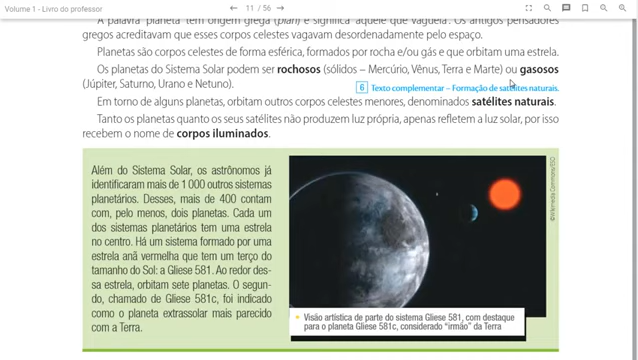 Volume 1 - Livro do professor
11 / 56
A palavra planeta tem origem grega (plan) e significa aquele que vagueia. Os antigos pensadores
gregos acreditavam que esses corpos celestes vagavam desordenadamente pelo espaço.
Planetas são corpos celestes de forma esférica, formados por rocha e/ou gás e que orbitam uma estrela.
Os planetas do Sistema Solar podem ser rochosos (sólidos – Mercúrio, Vênus, Terra e Marte) ou gasosos
(Júpiter, Saturno, Urano e Netuno).
6 Texto complementar – Formação de satélites naturais.
Em torno de alguns planetas, orbitam outros corpos celestes menores, denominados satélites naturais.
Tanto os planetas quanto os seus satélites não produzem luz própria, apenas refletem a luz solar, por isso
recebem o nome de corpos iluminados.
Além do Sistema Solar, os astrônomos já
identificaram mais de 1 000 outros sistemas
planetários. Desses, mais de 400 contam
com, pelo menos, dois planetas. Cada um
dos sistemas planetários tem uma estrela
no centro. Há um sistema formado por uma
estrela anã vermelha que tem um terço do
tamanho do Sol: a Gliese 581. Ao redor des-
sa estrela, orbitam sete planetas. O segun-
do, chamado de Gliese 581c, foi indicado
como o planeta extrassolar mais parecido
com a Terra.
©Wikimedia Commons/ESO
Visão artística de parte do sistema Gliese 581, com destaque
para o planeta Gliese 581c, considerado "irmão" da Terra